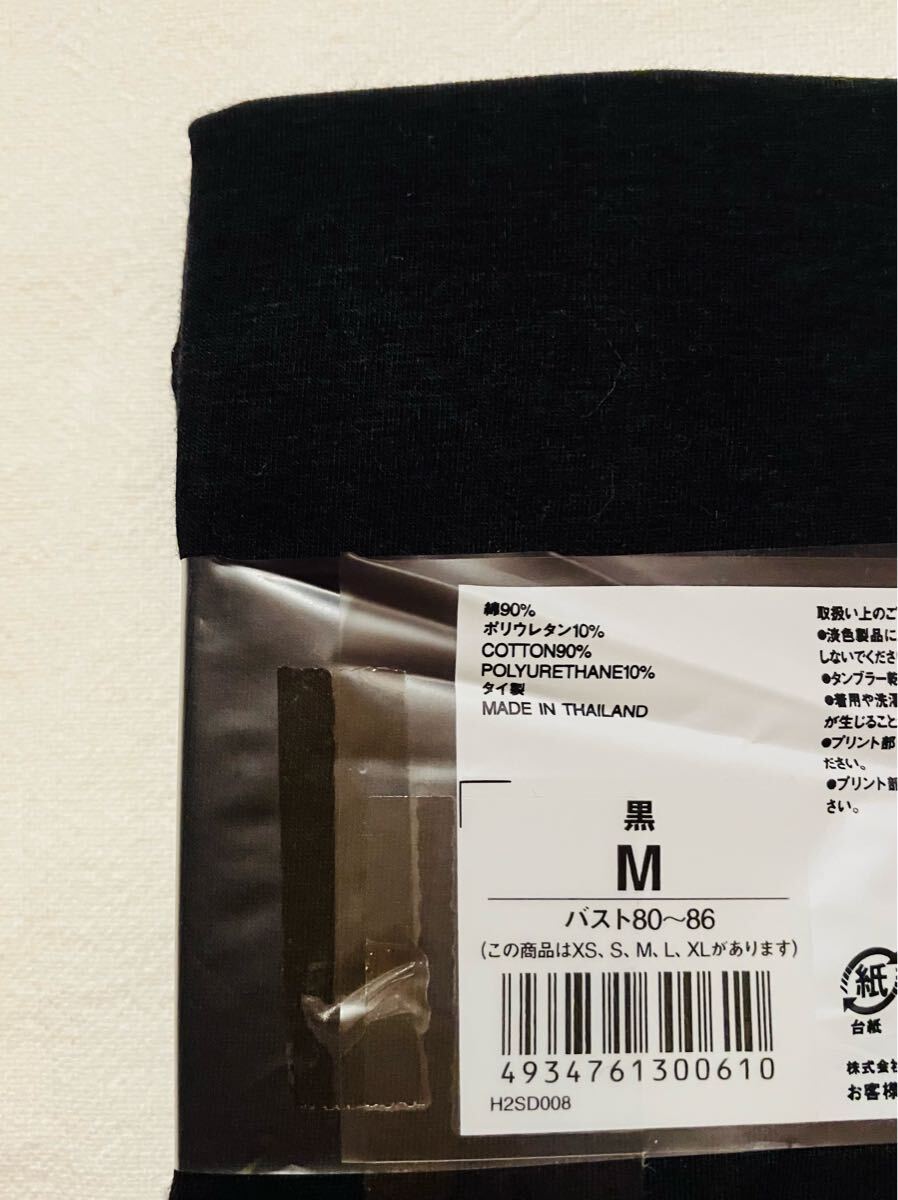 綿90%
ポリウレタン10%
COTTON90%
POLYURETHANE10%
タイ製
MADE IN THAILAND
取扱い上のご
●淡色製品に
しないでくださ
●タンブラー乾
●着用や洗濯
が生じること
●プリント部
ださい。
●プリント部
さい。
黒
M
バスト80〜86
(この商品はXS、S、M、L、XLがあります)
4934761300610
H2SD008
紙
台紙
株式会社
お客様